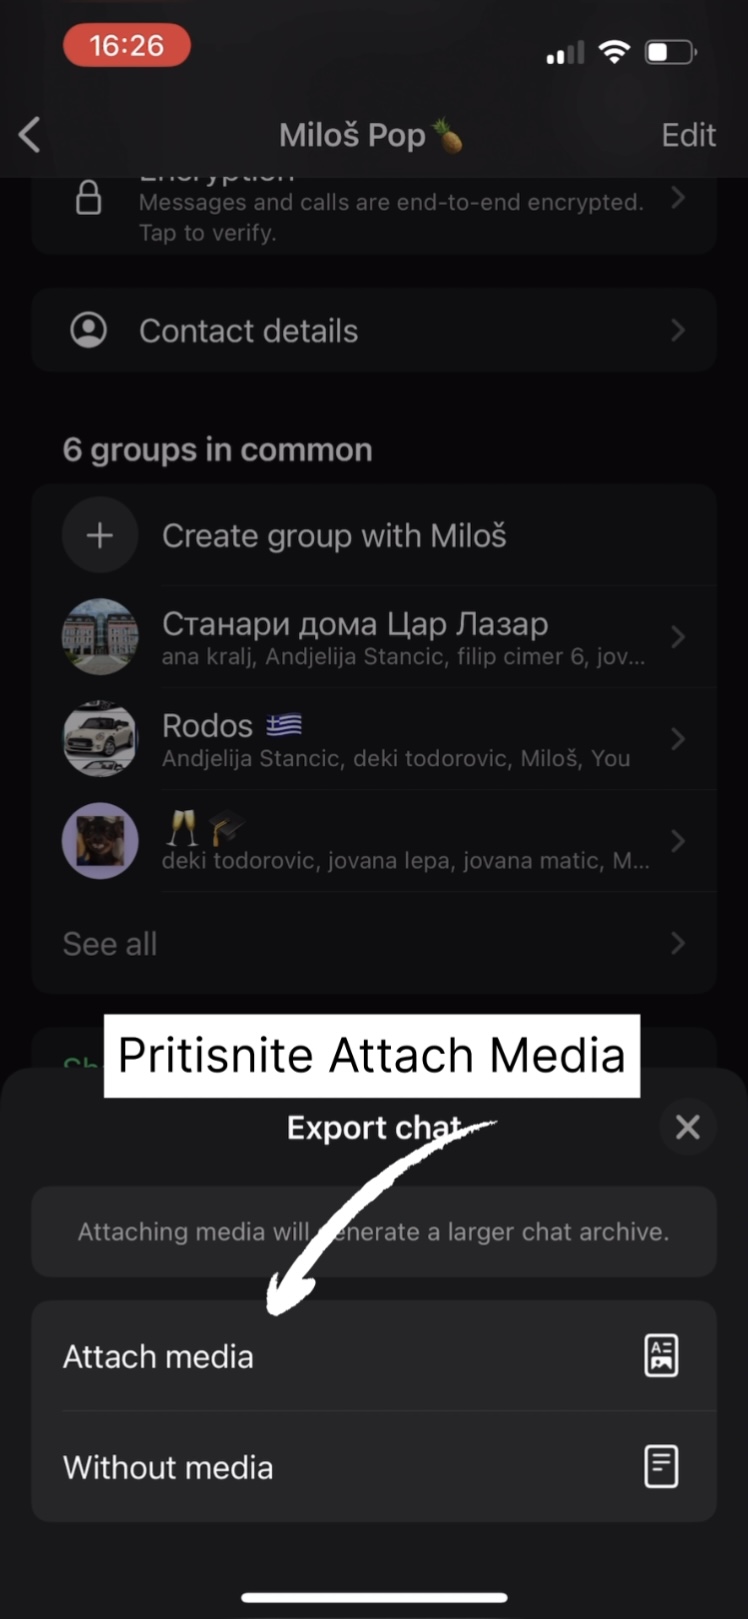 16:26
Miloš Pop🍍
Edit
Encryption
Messages and calls are end-to-end encrypted.
Tap to verify.
Contact details
6 groups in common
Create group with Miloš
Станари дома Цар Лазар
ana kralj, Andjelija Stancic, filip cimer 6, jov...
Rodos 🇬🇷
Andjelija Stancic, deki todorovic, Miloš, You
🥂🎓
deki todorovic, jovana lepa, jovana matic, M...
See all
Pritisnite Attach Media
Export chat
Attaching media will generate a larger chat archive.
Attach media
Without media